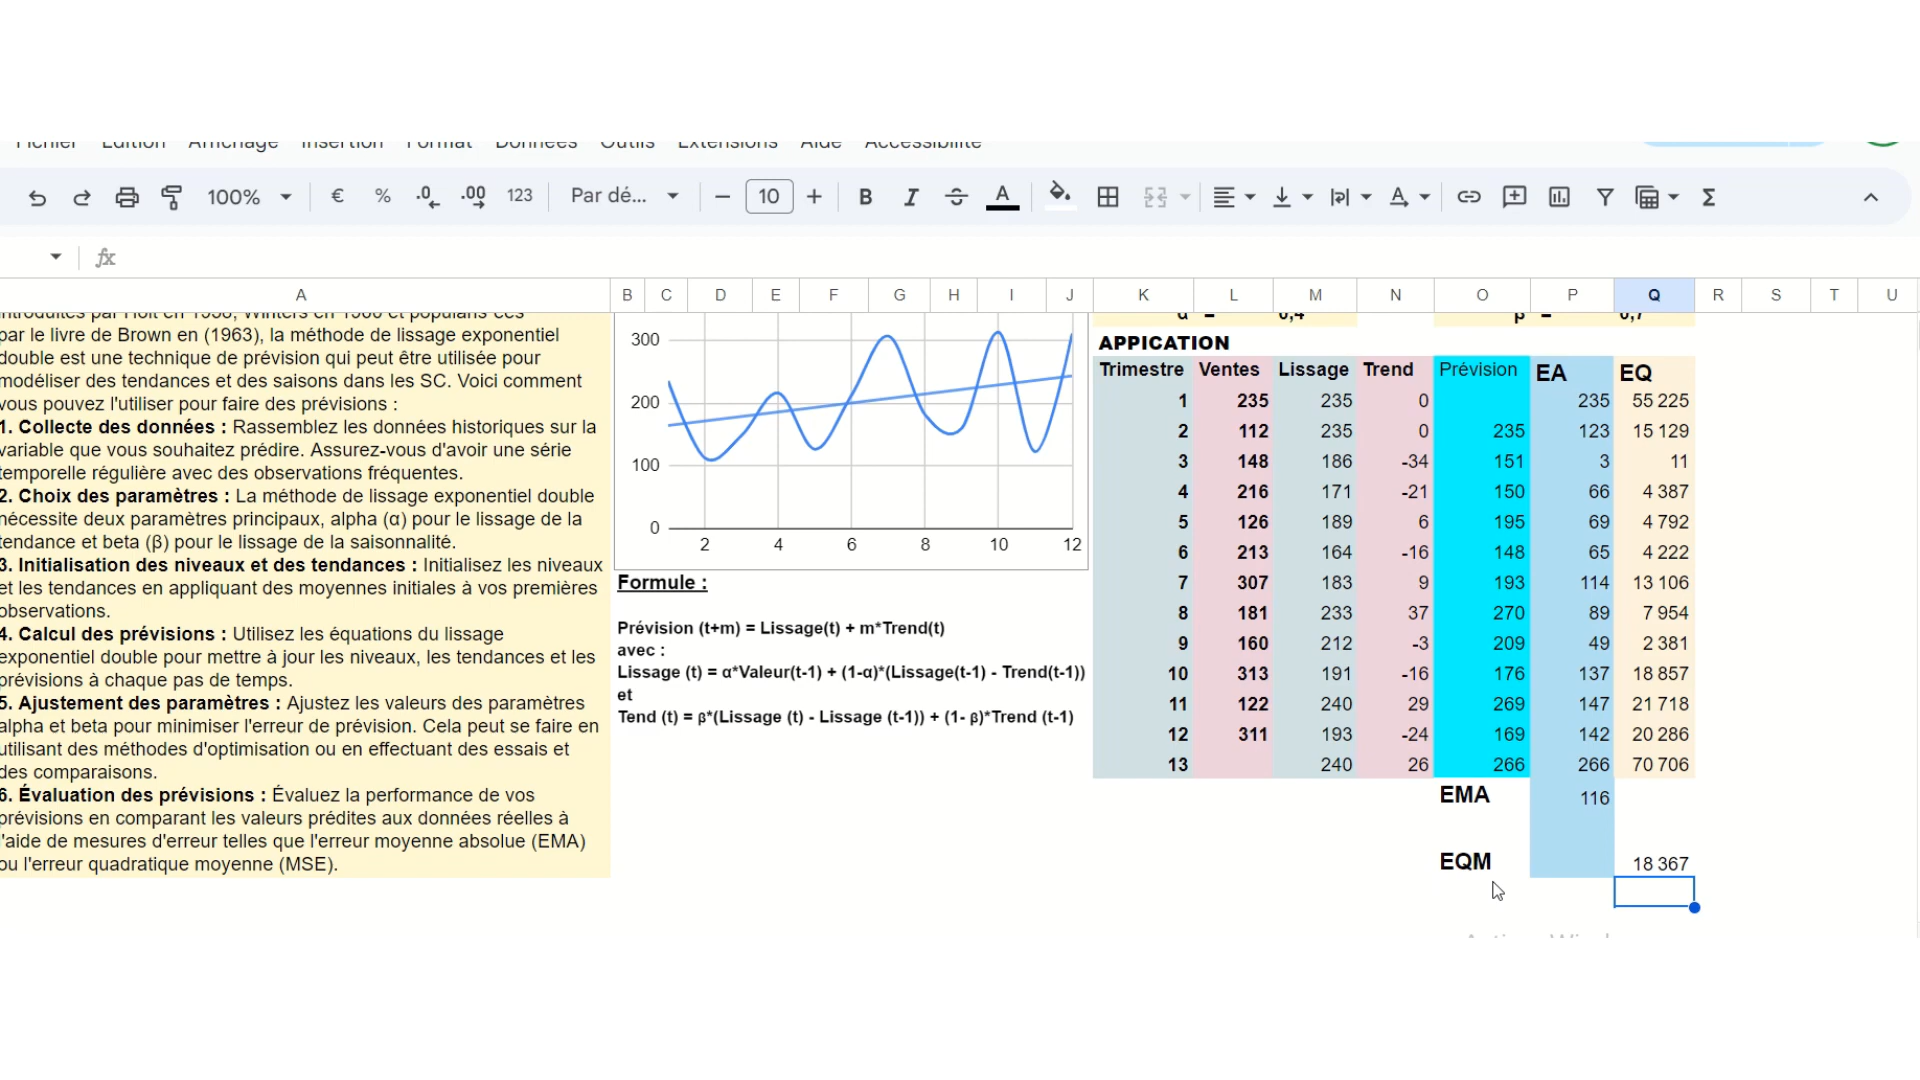 Fichier Édition Affichage Insertion Format Données Outils Extensions Aide Accessibilité
100% € % .0 .00 123 Par dé... 10 B I A Σ
fx
A B C D E F G H I J K L M N O P Q R S T U
par le livre de Brown en (1963), la méthode de lissage exponentiel
double est une technique de prévision qui peut être utilisée pour
modéliser des tendances et des saisons dans les SC. Voici comment
vous pouvez l'utiliser pour faire des prévisions :
1. Collecte des données : Rassemblez les données historiques sur la
variable que vous souhaitez prédire. Assurez-vous d'avoir une série
temporelle régulière avec des observations fréquentes.
2. Choix des paramètres : La méthode de lissage exponentiel double
nécessite deux paramètres principaux, alpha (α) pour le lissage de la
tendance et beta (β) pour le lissage de la saisonnalité.
3. Initialisation des niveaux et des tendances : Initialisez les niveaux
et les tendances en appliquant des moyennes initiales à vos premières
observations.
4. Calcul des prévisions : Utilisez les équations du lissage
exponentiel double pour mettre à jour les niveaux, les tendances et les
prévisions à chaque pas de temps.
5. Ajustement des paramètres : Ajustez les valeurs des paramètres
alpha et beta pour minimiser l'erreur de prévision. Cela peut se faire en
utilisant des méthodes d'optimisation ou en effectuant des essais et
des comparaisons.
6. Évaluation des prévisions : Évaluez la performance de vos
prévisions en comparant les valeurs prédites aux données réelles à
l'aide de mesures d'erreur telles que l'erreur moyenne absolue (EMA)
ou l'erreur quadratique moyenne (MSE).
300
200
100
0
2 4 6 8 10 12
Formule :
Prévision (t+m) = Lissage(t) + m*Trend(t)
avec :
Lissage (t) = α*Valeur(t-1) + (1-α)*(Lissage(t-1) - Trend(t-1))
et
Tend (t) = β*(Lissage (t) - Lissage (t-1)) + (1- β)*Trend (t-1)
α = 0,4 β = 0,7
APPICATION
Trimestre Ventes Lissage Trend Prévision EA EQ
1 235 235 0 235 55 225
2 112 235 0 235 123 15 129
3 148 186 -34 151 3 11
4 216 171 -21 150 66 4 387
5 126 189 6 195 69 4 792
6 213 164 -16 148 65 4 222
7 307 183 9 193 114 13 106
8 181 233 37 270 89 7 954
9 160 212 -3 209 49 2 381
10 313 191 -16 176 137 18 857
11 122 240 29 269 147 21 718
12 311 193 -24 169 142 20 286
13 240 26 266 266 70 706
EMA 116
EQM 18 367